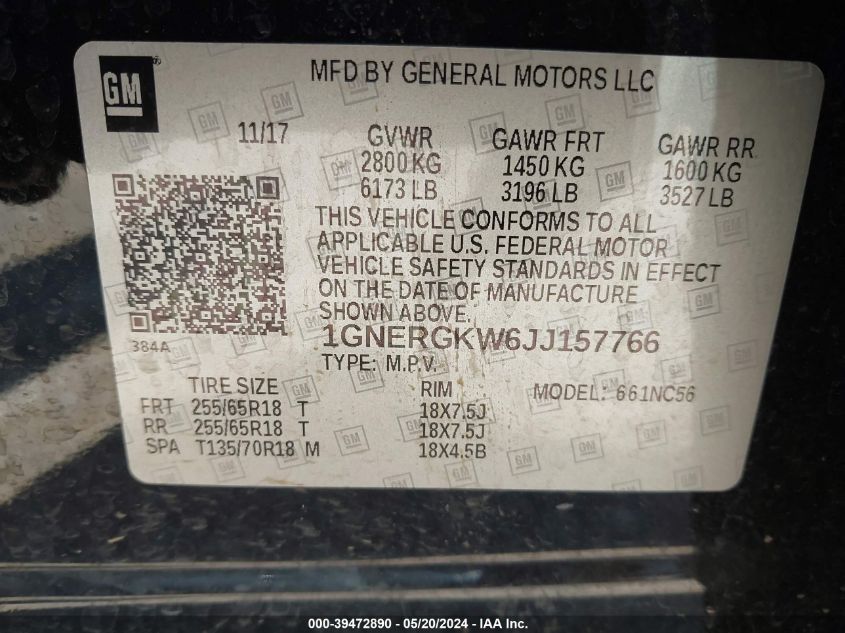 GM
MFD BY GENERAL MOTORS LLC
11/17
GVWR
2800 KG
6173 LB
GAWR FRT
1450 KG
3196 LB
GAWR RR
1600 KG
3527 LB
THIS VEHICLE CONFORMS TO ALL
APPLICABLE U.S. FEDERAL MOTOR
VEHICLE SAFETY STANDARDS IN EFFECT
ON THE DATE OF MANUFACTURE
SHOWN ABOVE.
384A
1GNERGKW6JJ157766
TYPE: M.P.V.
TIRE SIZE RIM MODEL: 661NC56
FRT 255/65R18 T 18X7.5J
RR 255/65R18 T 18X7.5J
SPA T135/70R18 M 18X4.5B
000-39472890 - 05/20/2024 - IAA Inc.